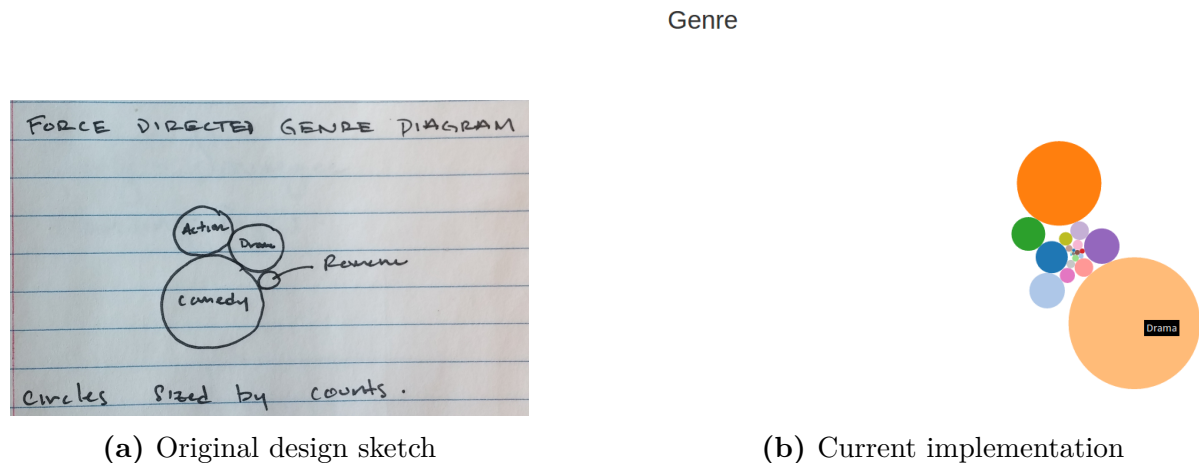 Genre
FORCE DIRECTED GENRE DIAGRAM
Action
Drama
Romance
Comedy
Drama
circles sized by counts.
(a) Original design sketch
(b) Current implementation